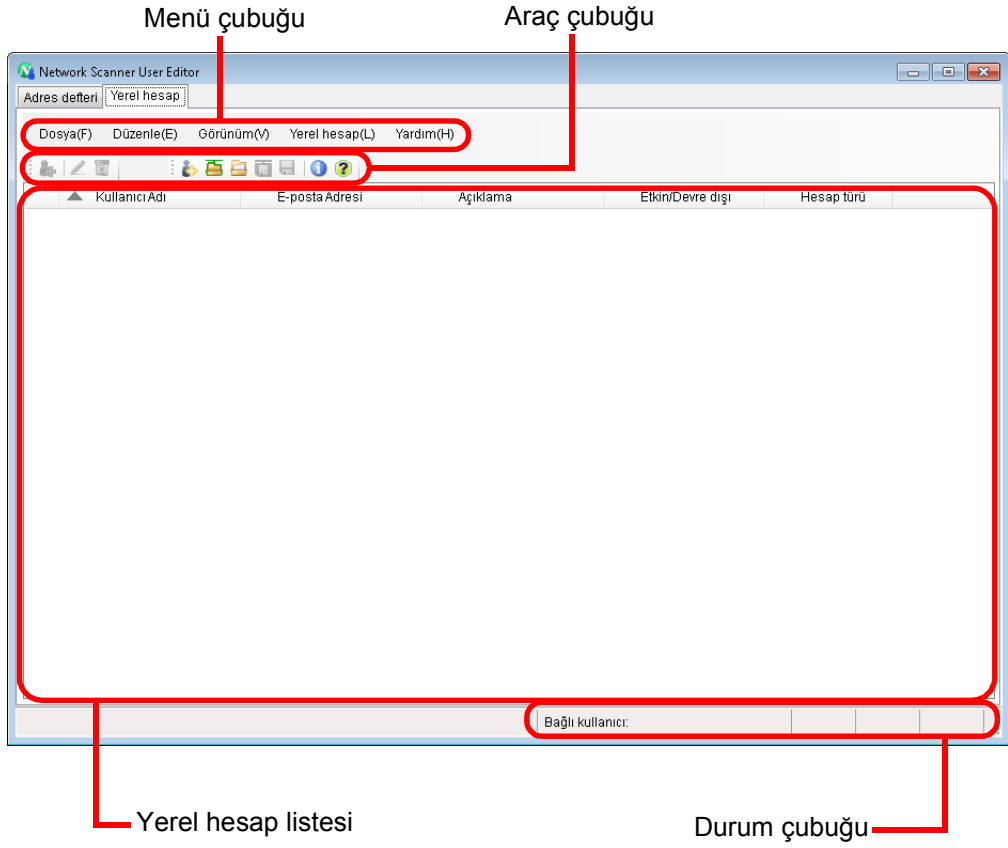 Menü çubuğu
Araç çubuğu
Network Scanner User Editor
Adres defteri Yerel hesap
Dosya(F) Düzenle(E) Görünüm(V) Yerel hesap(L) Yardım(H)
Kullanıcı Adı E-posta Adresi Açıklama Etkin/Devre dışı Hesap türü
Bağlı kullanıcı:
Yerel hesap listesi
Durum çubuğu